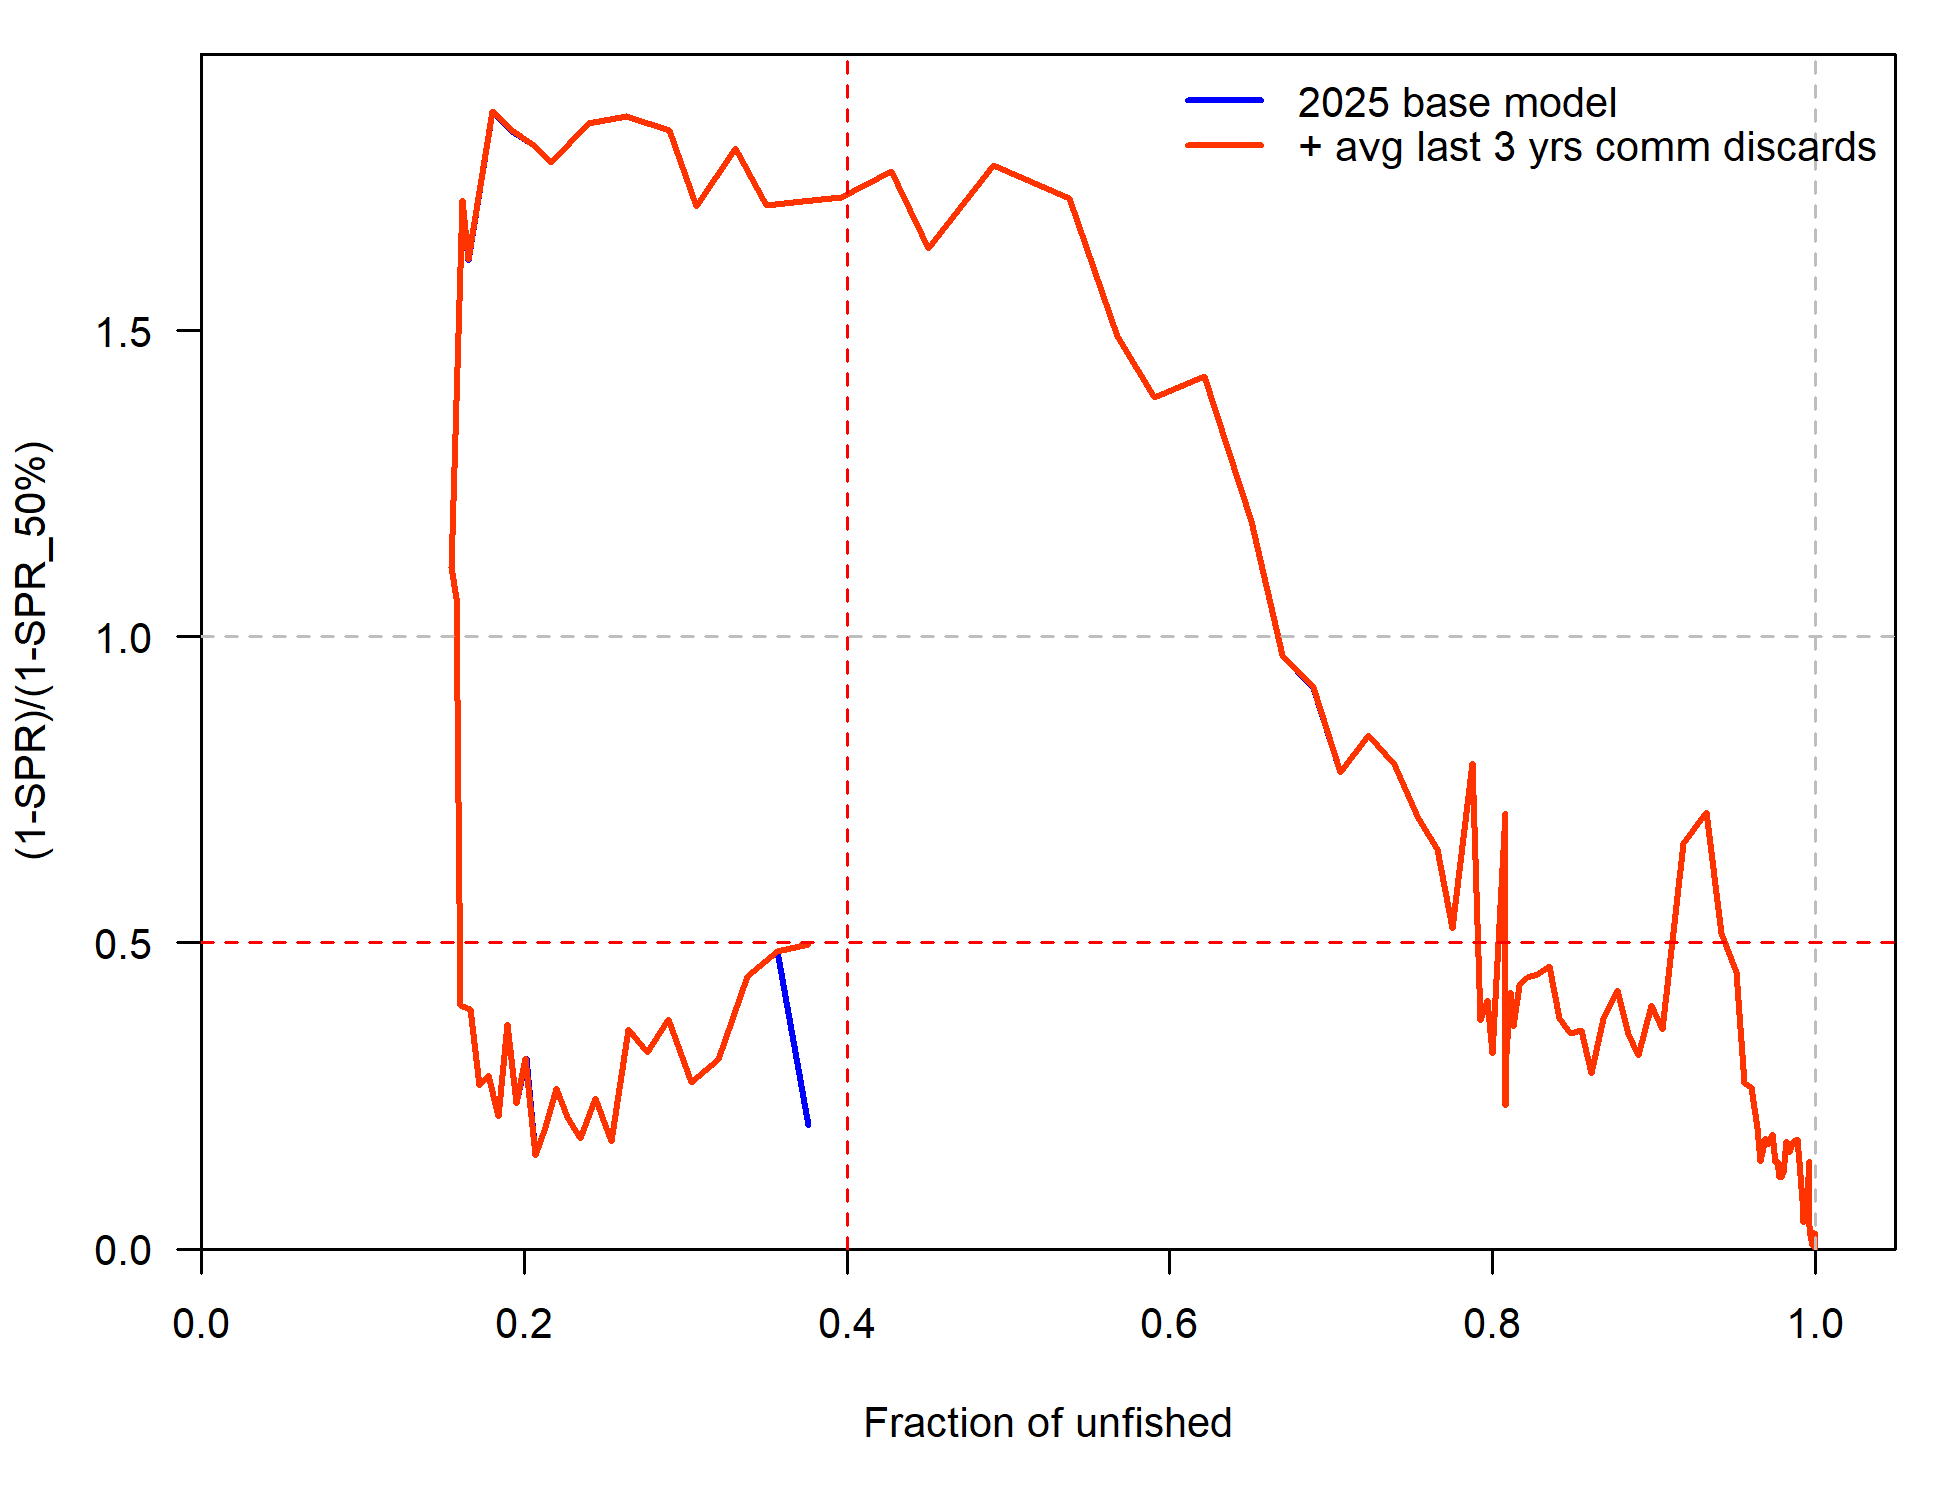 2025 base model
+ avg last 3 yrs comm discards
(1-SPR)/(1-SPR_50%)
1.5
1.0
0.5
0.0
0.0 0.2 0.4 0.6 0.8 1.0
Fraction of unfished